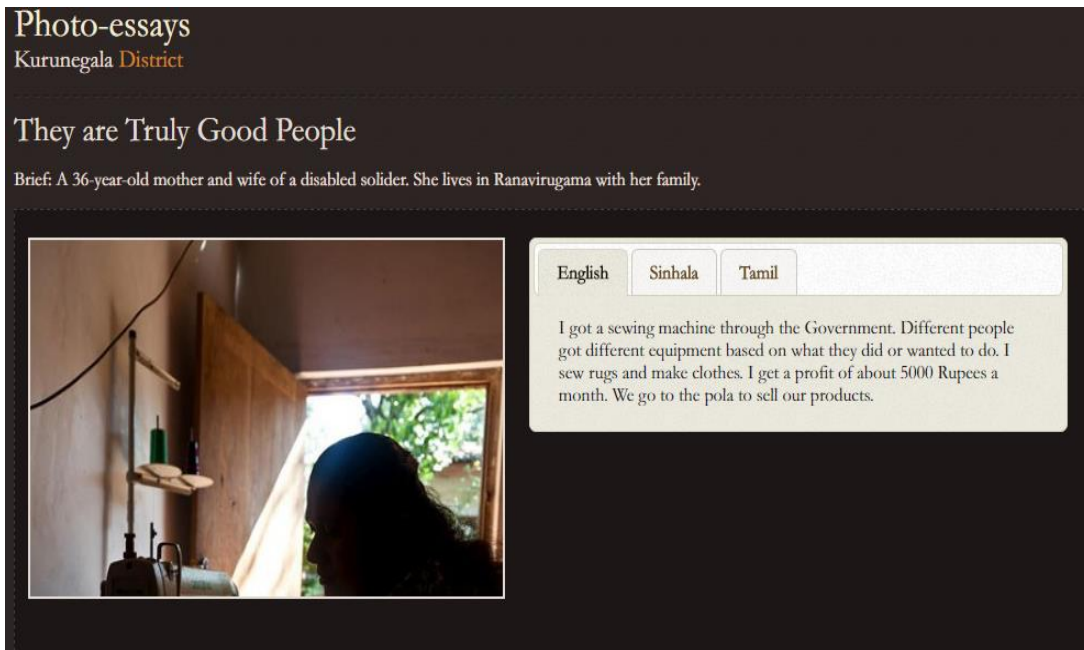 Photo-essays
Kurunegala District
They are Truly Good People
Brief: A 36-year-old mother and wife of a disabled solider. She lives in Ranavirugama with her family.
English
Sinhala
Tamil
I got a sewing machine through the Government. Different people
got different equipment based on what they did or wanted to do. I
sew rugs and make clothes. I get a profit of about 5000 Rupees a
month. We go to the pola to sell our products.